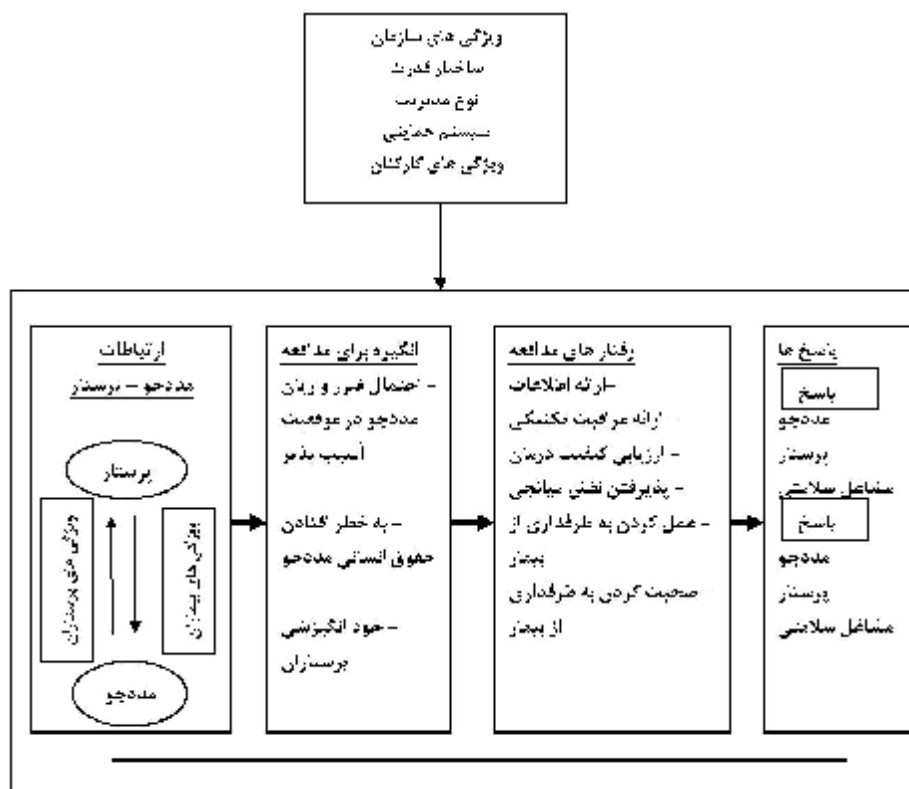 ویژگی های سازمان
ساختار قدرت
نوع مدیریت
سیستم حمایتی
ویژگی های کارکنان
ارتباطات
مددجو – پرستار
پرستار
ویژگی های پرستاران
ویژگی های بیماران
مددجو
انگیزه برای مدافعه
– احتمال ضرر و زیان
مددجو در موقعیت
آسیب پذیر
– به خطر افتادن
حقوق انسانی مددجو
– خود انگیزشی
پرستاران
رفتار های مدافعه
–ارائه اطلاعات
– ارائه مراقبت تکنیکی
– ارزیابی کیفیت درمان
– پذیرفتن نقش میانجی
– عمل کردن به طرفداری از
بیمار
– صحبت کردن به طرفداری
از بیمار
پاسخ ها
پاسخ
مددجو
پرستار
مشاغل سلامتی
پاسخ
مددجو
پرستار
مشاغل سلامتی